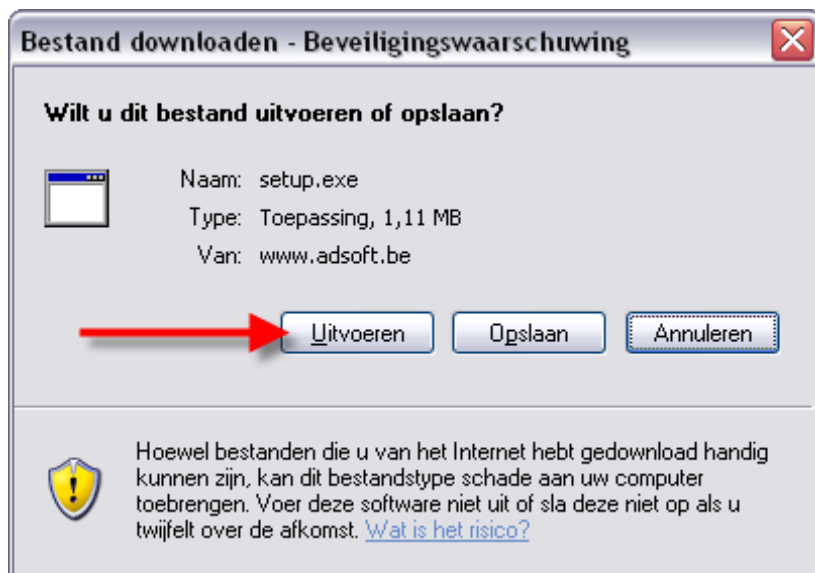 Bestand downloaden - Beveiligingswaarschuwing
Wilt u dit bestand uitvoeren of opslaan?
Naam: setup.exe
Type: Toepassing, 1,11 MB
Van: www.adsoft.be
Uitvoeren Opslaan Annuleren
Hoewel bestanden die u van het Internet hebt gedownload handig
kunnen zijn, kan dit bestandstype schade aan uw computer
toebrengen. Voer deze software niet uit of sla deze niet op als u
twijfelt over de afkomst. Wat is het risico?